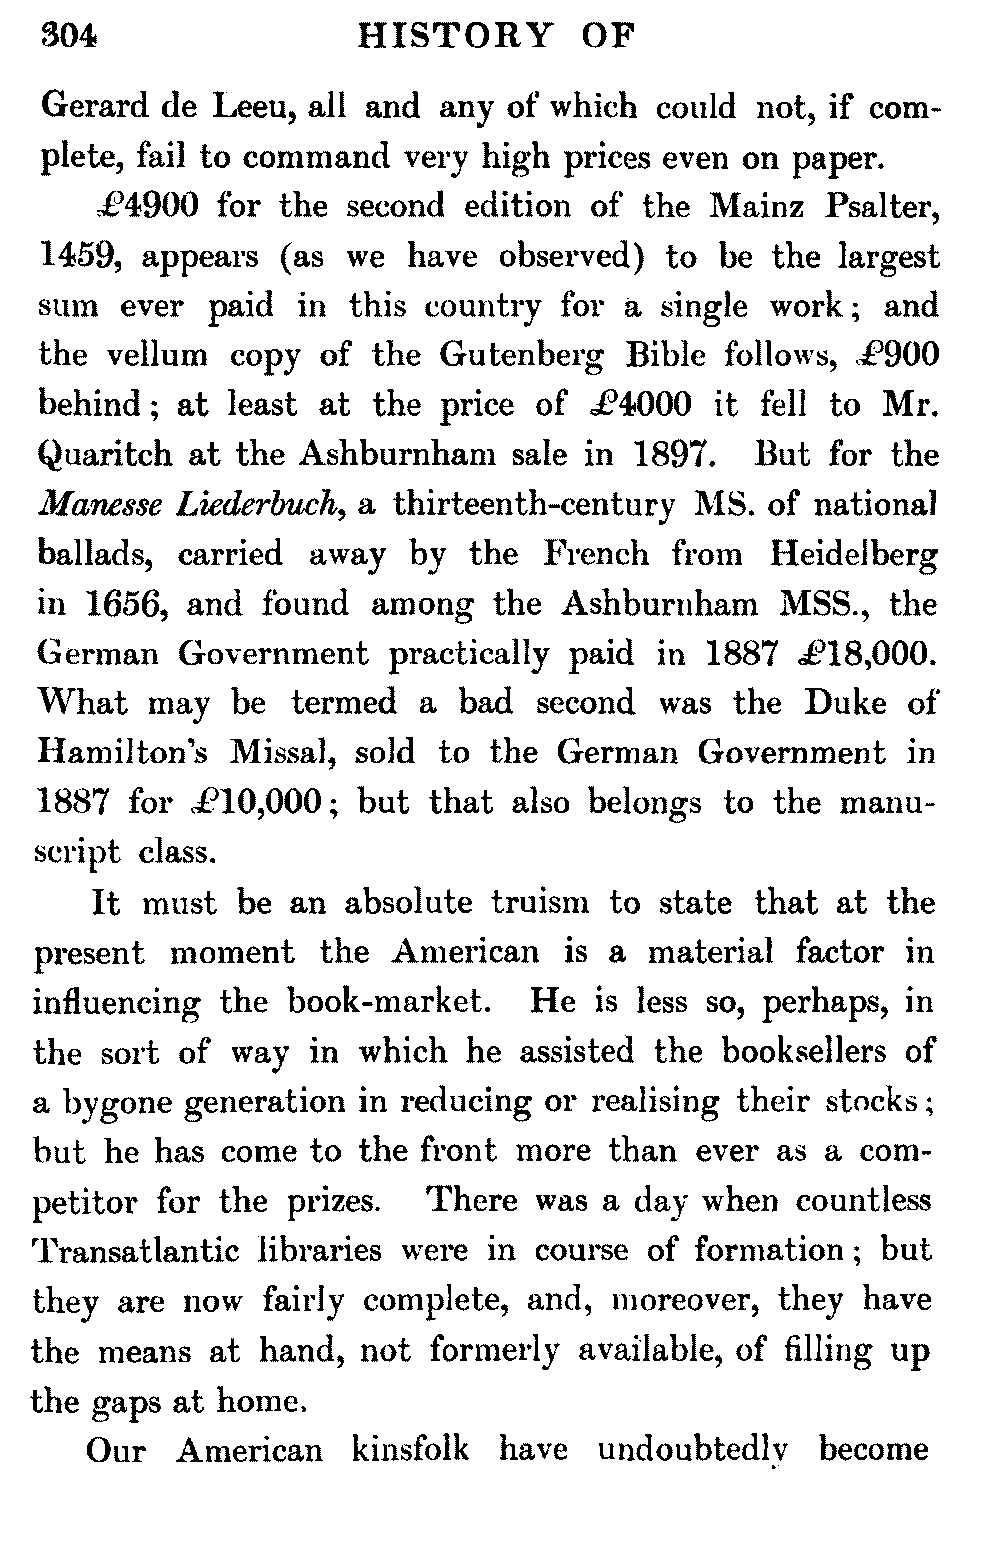 304 HISTORY OF
Gerard de Leeu, all and any of which could not, if com-
plete, fail to command very high prices even on paper.
£4900 for the second edition of the Mainz Psalter,
1459, appears (as we have observed) to be the largest
sum ever paid in this country for a single work; and
the vellum copy of the Gutenberg Bible follows, £900
behind; at least at the price of £4000 it fell to Mr.
Quaritch at the Ashburnham sale in 1897. But for the
Manesse Liederbuch, a thirteenth-century MS. of national
ballads, carried away by the French from Heidelberg
in 1656, and found among the Ashburnham MSS., the
German Government practically paid in 1887 £18,000.
What may be termed a bad second was the Duke of
Hamilton's Missal, sold to the German Government in
1887 for £10,000; but that also belongs to the manu-
script class.
It must be an absolute truism to state that at the
present moment the American is a material factor in
influencing the book-market. He is less so, perhaps, in
the sort of way in which he assisted the booksellers of
a bygone generation in reducing or realising their stocks;
but he has come to the front more than ever as a com-
petitor for the prizes. There was a day when countless
Transatlantic libraries were in course of formation; but
they are now fairly complete, and, moreover, they have
the means at hand, not formerly available, of filling up
the gaps at home.
Our American kinsfolk have undoubtedly become